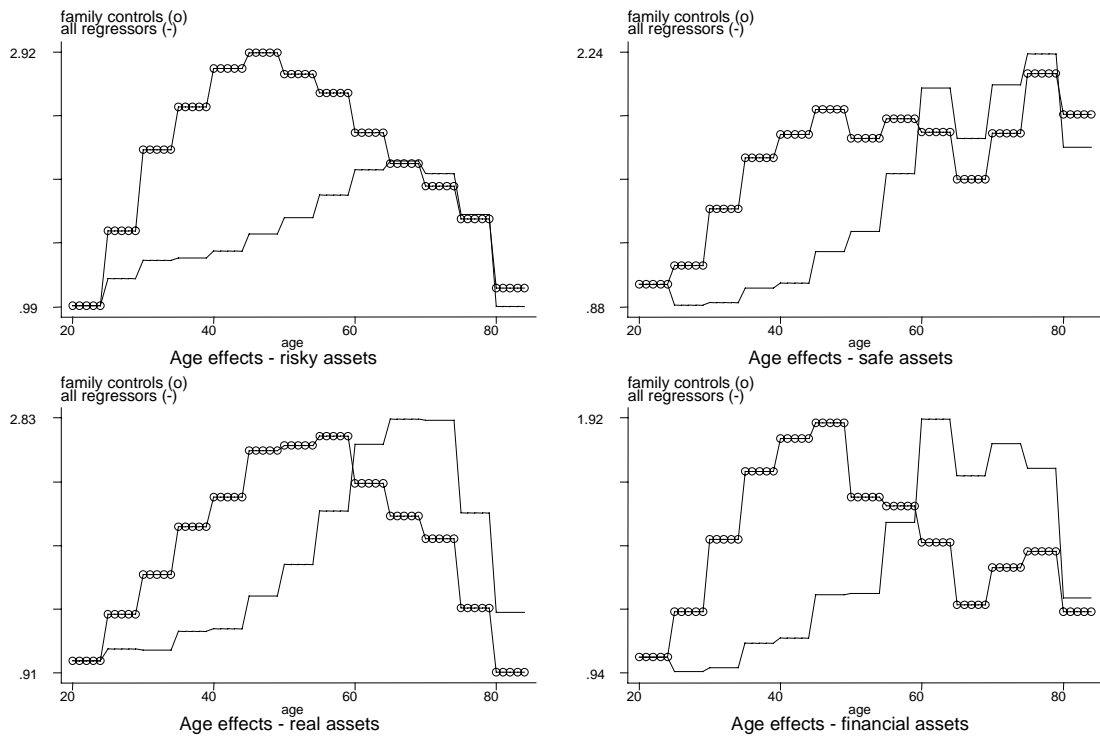 family controls (o)
all regressors (-)
2.92
.99
20 40 60 80
age
Age effects - risky assets
family controls (o)
all regressors (-)
2.24
.88
20 40 60 80
age
Age effects - safe assets
family controls (o)
all regressors (-)
2.83
.91
20 40 60 80
age
Age effects - real assets
family controls (o)
all regressors (-)
1.92
.94
20 40 60 80
age
Age effects - financial assets